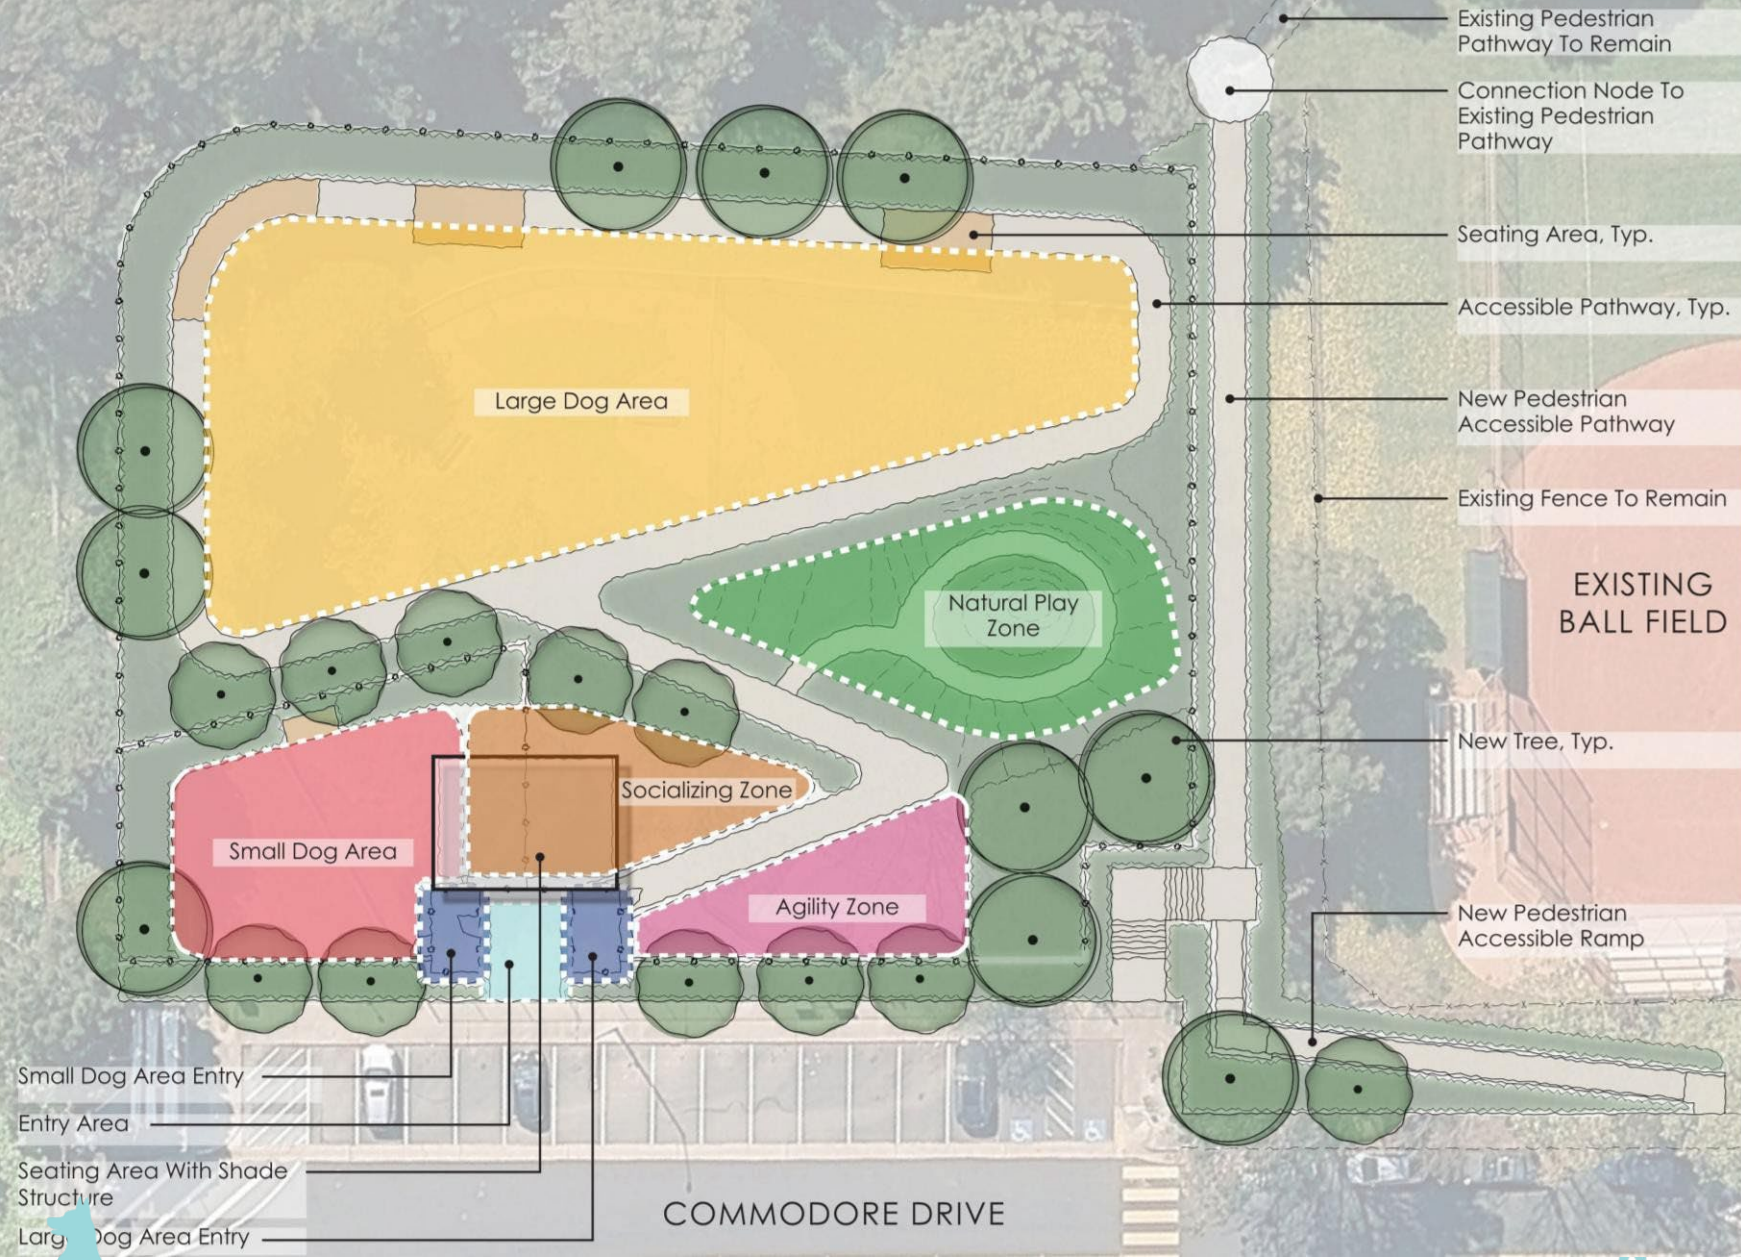 Existing Pedestrian
Pathway To Remain
Connection Node To
Existing Pedestrian
Pathway
Seating Area, Typ.
Accessible Pathway, Typ.
Large Dog Area
New Pedestrian
Accessible Pathway
Existing Fence To Remain
EXISTING
BALL FIELD
Natural Play
Zone
New Tree, Typ.
Socializing Zone
Small Dog Area
Agility Zone
New Pedestrian
Accessible Ramp
Small Dog Area Entry
Entry Area
Seating Area With Shade
Structure
COMMODORE DRIVE
Large Dog Area Entry